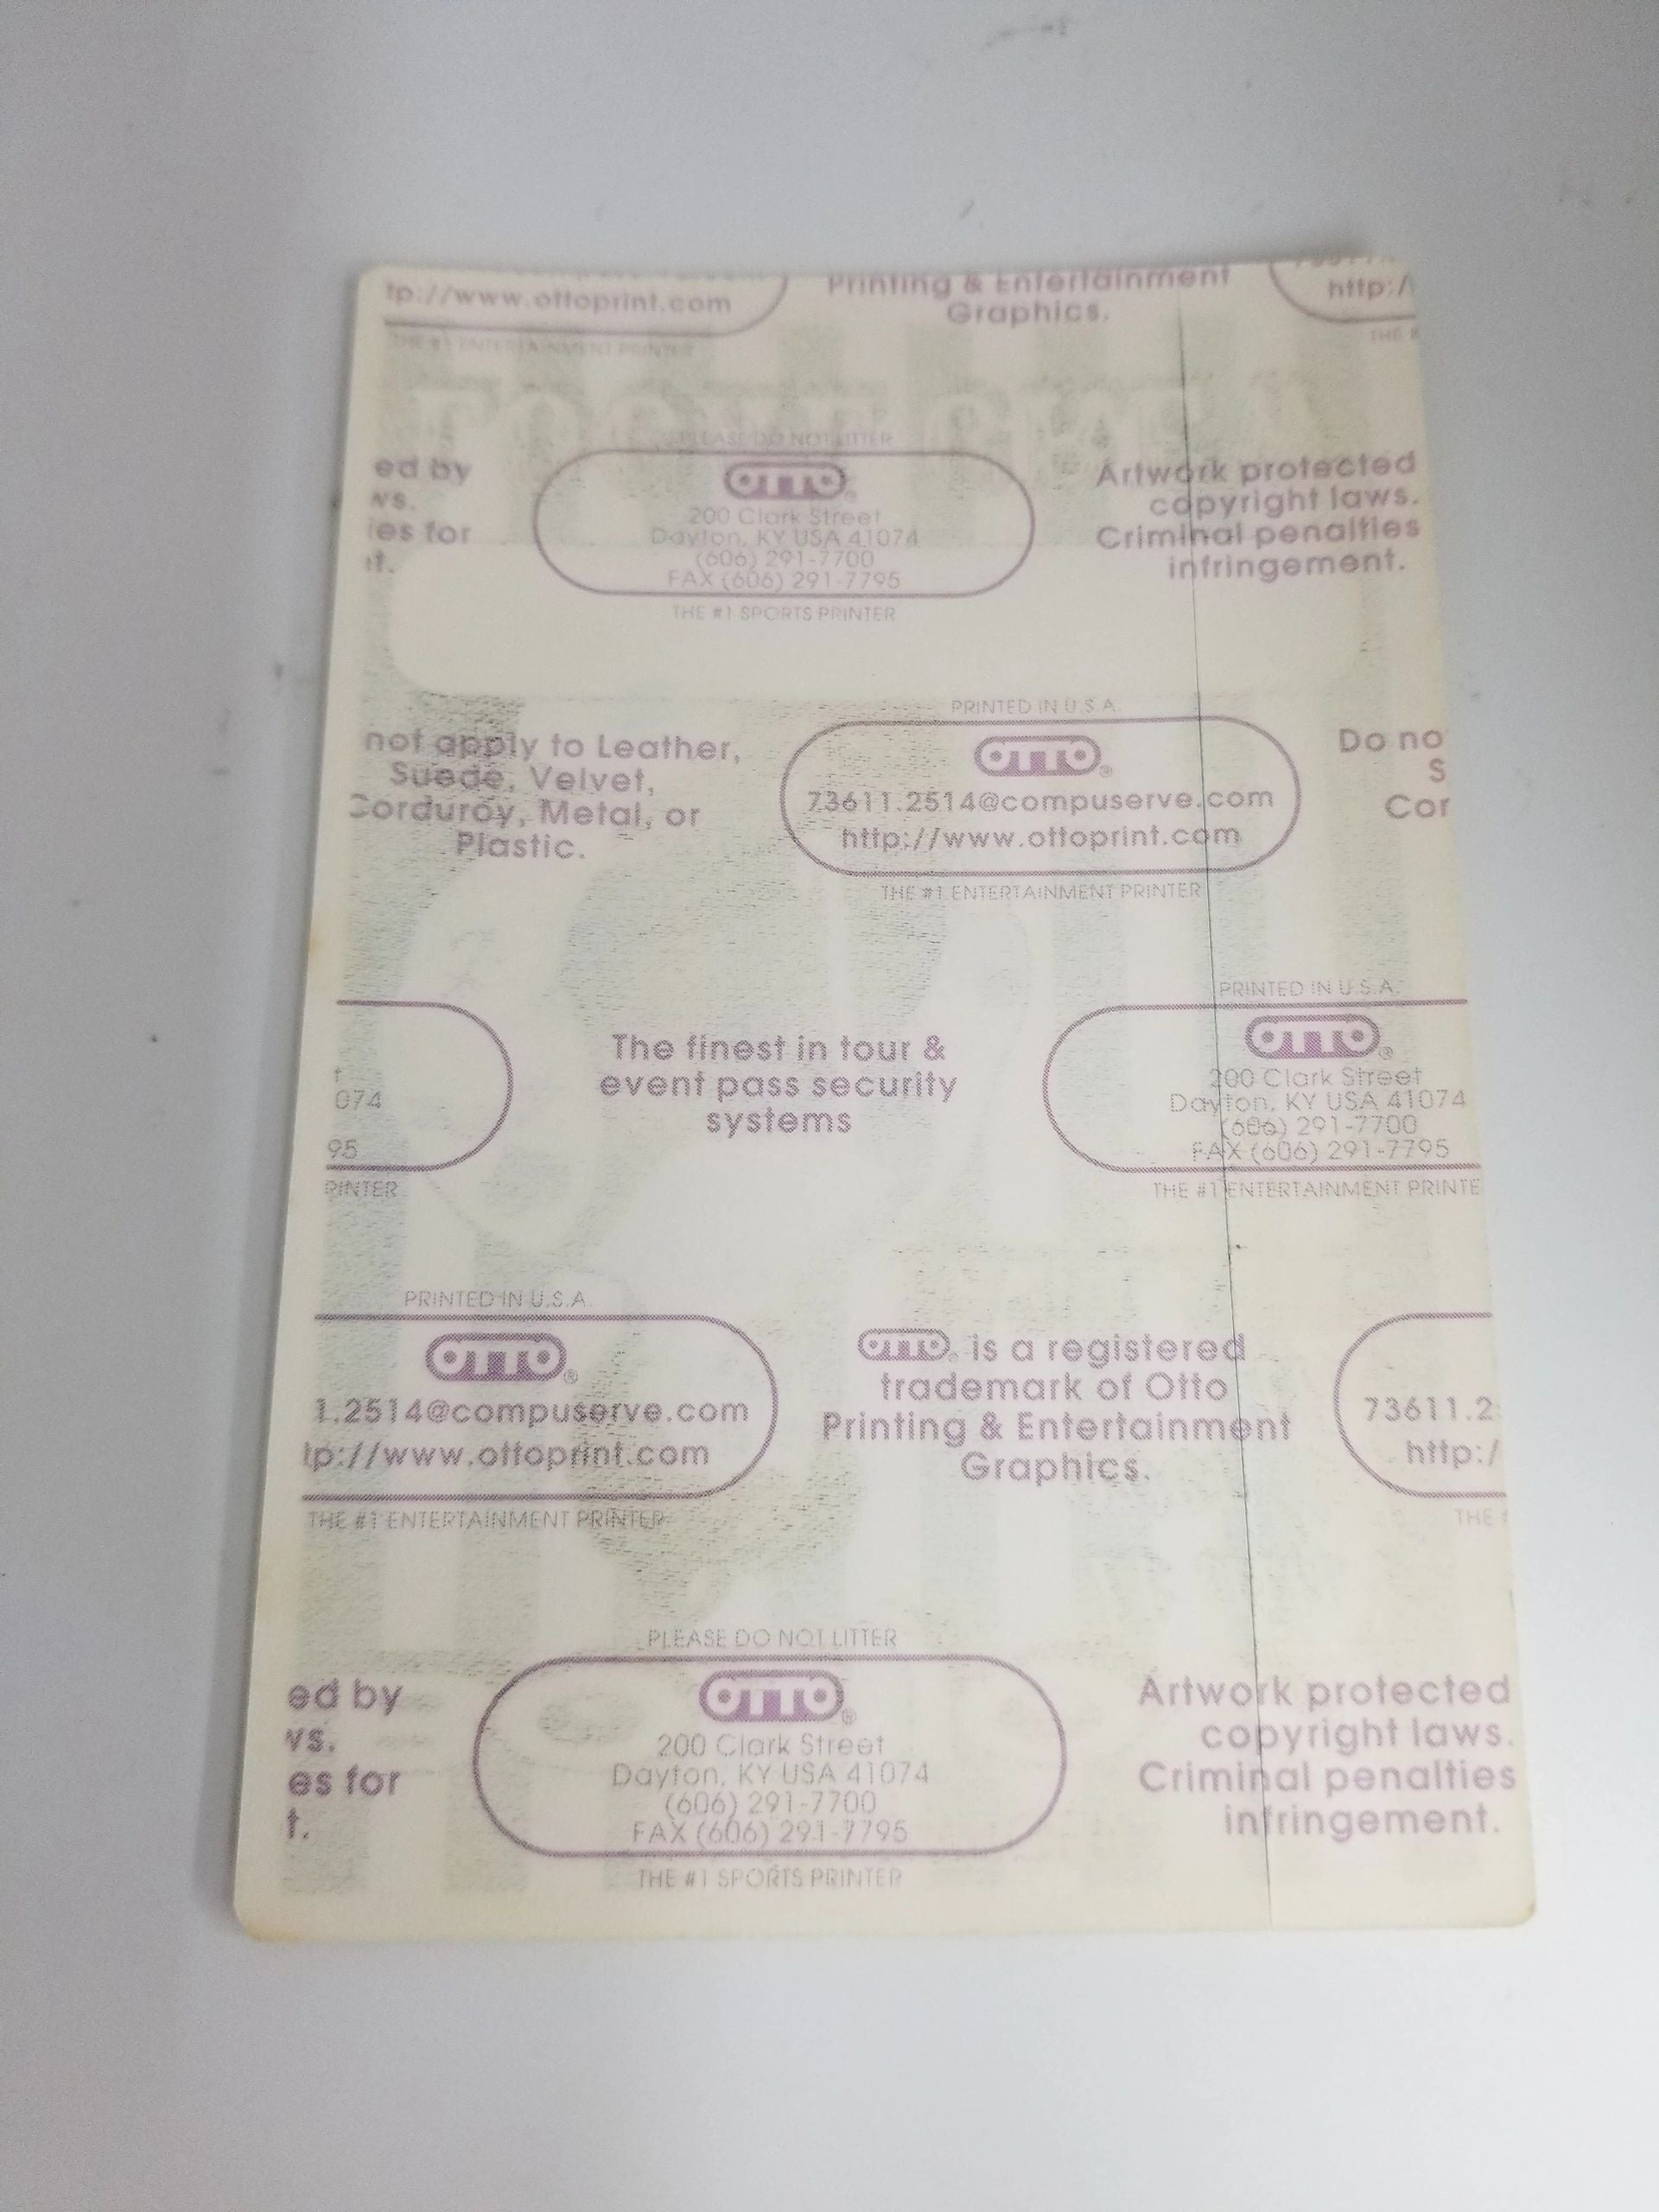 tp://www.ottoprint.com
THE #1 ENTERTAINMENT PRINTER
Printing & Entertainment
Graphics.
http:/
THE #
ed by
vs.
es for
t.
PLEASE DO NOT LITTER
OTTO®
200 Clark Street
Dayton, KY USA 41074
(606) 291-7700
FAX (606) 291-7795
THE #1 SPORTS PRINTER
Artwork protected
copyright laws.
Criminal penalties
infringement.
not apply to Leather,
Suede, Velvet,
Corduroy, Metal, or
Plastic.
PRINTED IN U.S.A.
OTTO®
73611.2514@compuserve.com
http://www.ottoprint.com
THE #1 ENTERTAINMENT PRINTER
Do no
S
Cor
t
074
95
RINTER
The finest in tour &
event pass security
systems
PRINTED IN U.S.A.
OTTO®
200 Clark Street
Dayton, KY USA 41074
(606) 291-7700
FAX (606) 291-7795
THE #1 ENTERTAINMENT PRINTE
PRINTED IN U.S.A.
OTTO®
1.2514@compuserve.com
tp://www.ottoprint.com
THE #1 ENTERTAINMENT PRINTER
OTTO® is a registered
trademark of Otto
Printing & Entertainment
Graphics.
73611.2
http:/
THE #
ed by
vs.
es for
t.
PLEASE DO NOT LITTER
OTTO®
200 Clark Street
Dayton, KY USA 41074
(606) 291-7700
FAX (606) 291-7795
THE #1 SPORTS PRINTER
Artwork protected
copyright laws.
Criminal penalties
infringement.